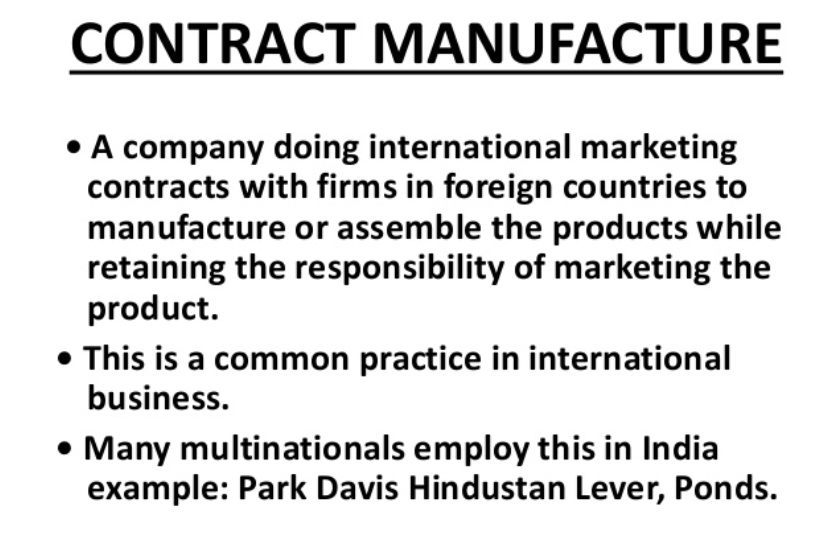 CONTRACT MANUFACTURE
• A company doing international marketing
contracts with firms in foreign countries to
manufacture or assemble the products while
retaining the responsibility of marketing the
product.
• This is a common practice in international
business.
• Many multinationals employ this in India
example: Park Davis Hindustan Lever, Ponds.